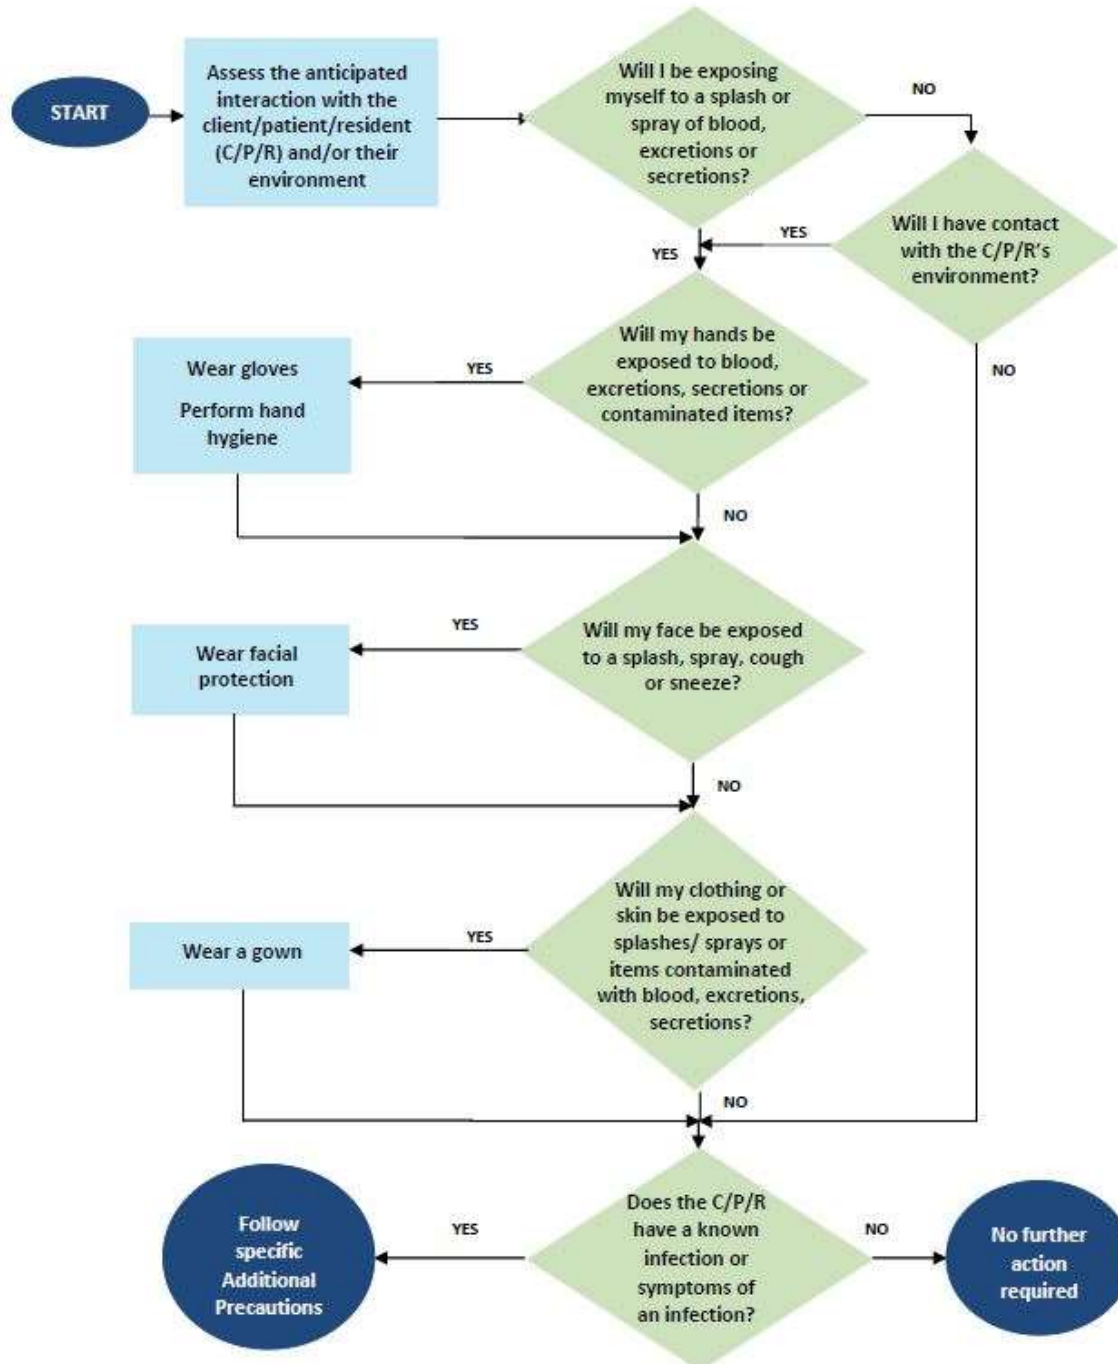 START
Assess the anticipated
interaction with the
client/patient/resident
(C/P/R) and/or their
environment
Will I be exposing
myself to a splash or
spray of blood,
excretions or
secretions?
NO
Will I have contact
with the C/P/R's
environment?
YES
YES
NO
Will my hands be
exposed to blood,
excretions, secretions or
contaminated items?
YES
Wear gloves
Perform hand
hygiene
NO
Will my face be exposed
to a splash, spray, cough
or sneeze?
YES
Wear facial
protection
NO
Will my clothing or
skin be exposed to
splashes/ sprays or
items contaminated
with blood, excretions,
secretions?
YES
Wear a gown
NO
Does the C/P/R
have a known
infection or
symptoms of
an infection?
YES
Follow
specific
Additional
Precautions
NO
No further
action
required